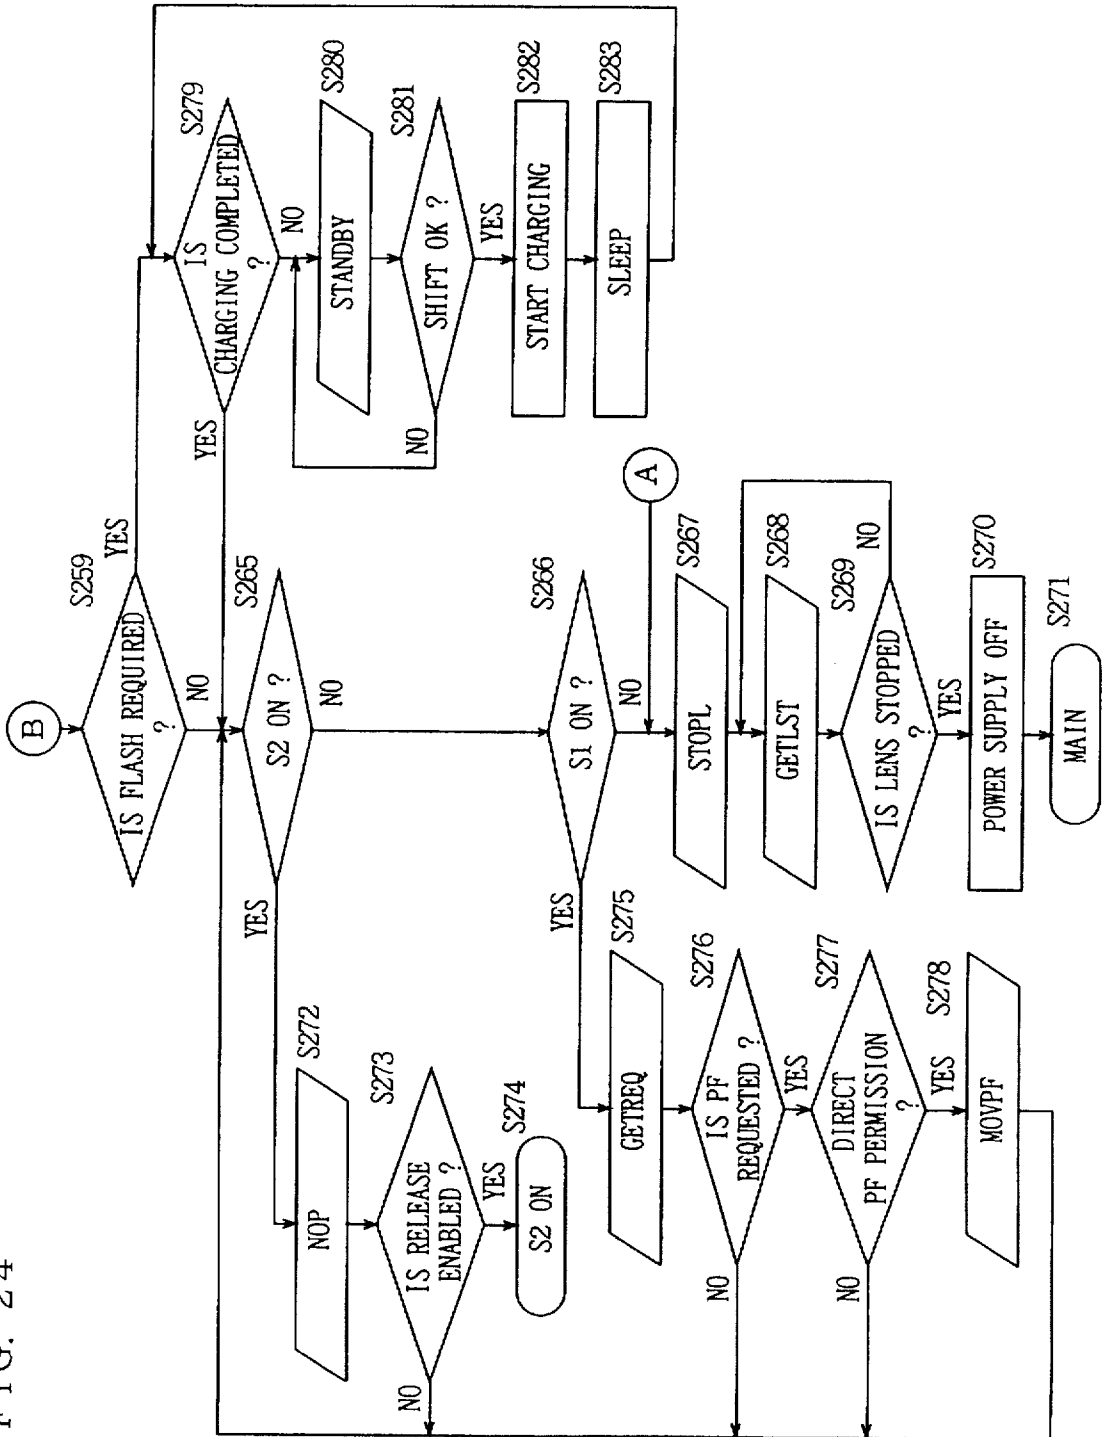 FIG. 24
B
S259
IS FLASH REQUIRED
?
YES
NO
S279
IS
CHARGING COMPLETED
?
YES
NO
S280
STANDBY
S281
SHIFT OK ?
NO
YES
S282
START CHARGING
S283
SLEEP
S265
S2 ON ?
YES
NO
S272
NOP
S273
IS RELEASE
ENABLED ?
NO
YES
S274
S2 ON
S266
S1 ON ?
YES
NO
A
S267
STOPL
S268
GETLST
S269
IS LENS STOPPED
?
NO
YES
S270
POWER SUPPLY OFF
S271
MAIN
S275
GETREQ
S276
IS PF
REQUESTED ?
NO
YES
S277
DIRECT
PF PERMISSION
?
NO
YES
S278
MOVPF